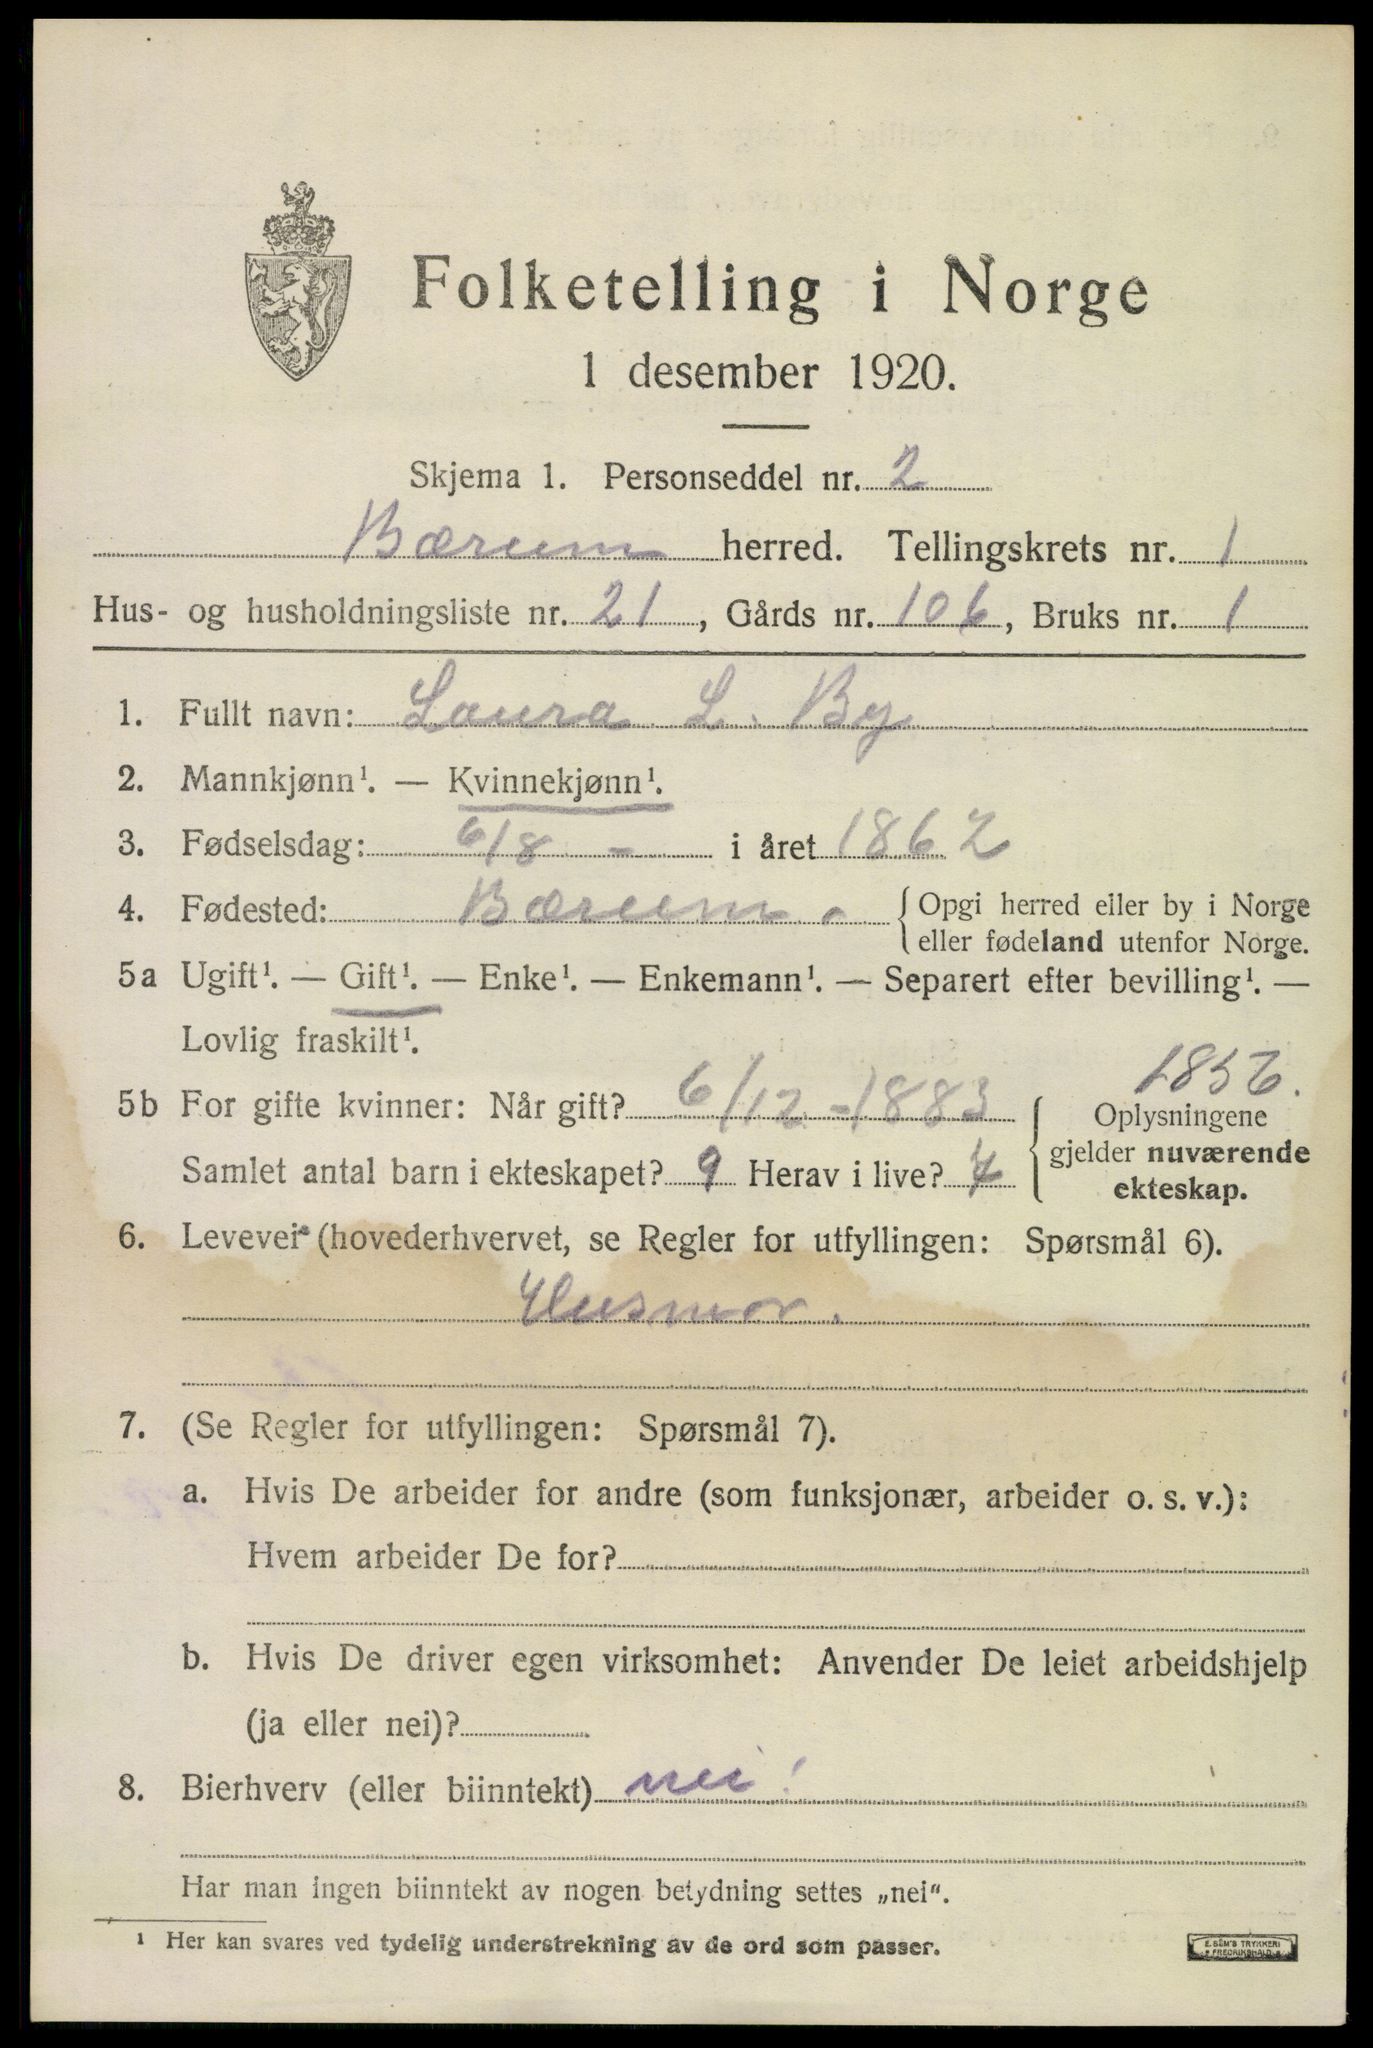 Folketelling i Norge
1 desember 1920.
Skjema 1. Personseddel nr. 2
Bærum herred. Tellingskrets nr. 1
Hus- og husholdningsliste nr. 21, Gårds nr. 106, Bruks nr. 1
1. Fullt navn: Laura L. By
2. Mannkjønn¹. — Kvinnekjønn¹.
3. Fødselsdag: 6/8 - i året 1862
4. Fødested: Bærum. Opgi herred eiler by i Norge
eller fødeland utenfor Norge.
5a Ugift¹. — Gift¹. — Enke¹. — Enkemann¹. — Separert efter bevilling¹. —
Lovlig fraskilt¹.
1856.
5b For gifte kvinner: Når gift? 6/12 - 1883 Oplysningene
gjelder nuværende
Samlet antal barn i ekteskapet? 9 Herav i live? 7 ekteskap.
6. Levevei (hovederhvervet, se Regler for utfyllingen: Spørsmål 6).
Husmor.
7. (Se Regler for utfyllingen: Spørsmål 7).
a. Hvis De arbeider for andre (som funksjonær, arbeider o. s. v.):
Hvem arbeider De for?
b. Hvis De driver egen virksomhet: Anvender De leiet arbeidshjelp
(ja eller nei)?
8. Bierhverv (eller biinntekt) nei!
Har man ingen biinntekt av nogen betydning settes „nei“.
¹ Her kan svares ved tydelig understrekning av de ord som passer.
E. SEM'S TRYKKERI
FREDRIKSHALD